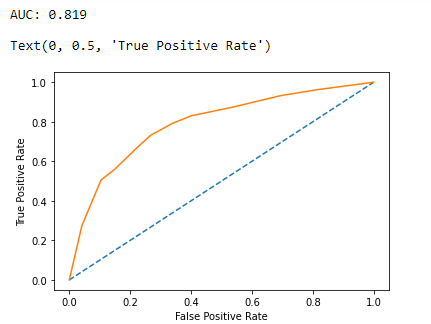 AUC: 0.819
Text(0, 0.5, 'True Positive Rate')
1.0
0.8
0.6
0.4
0.2
0.0
True Positive Rate
0.0 0.2 0.4 0.6 0.8 1.0
False Positive Rate